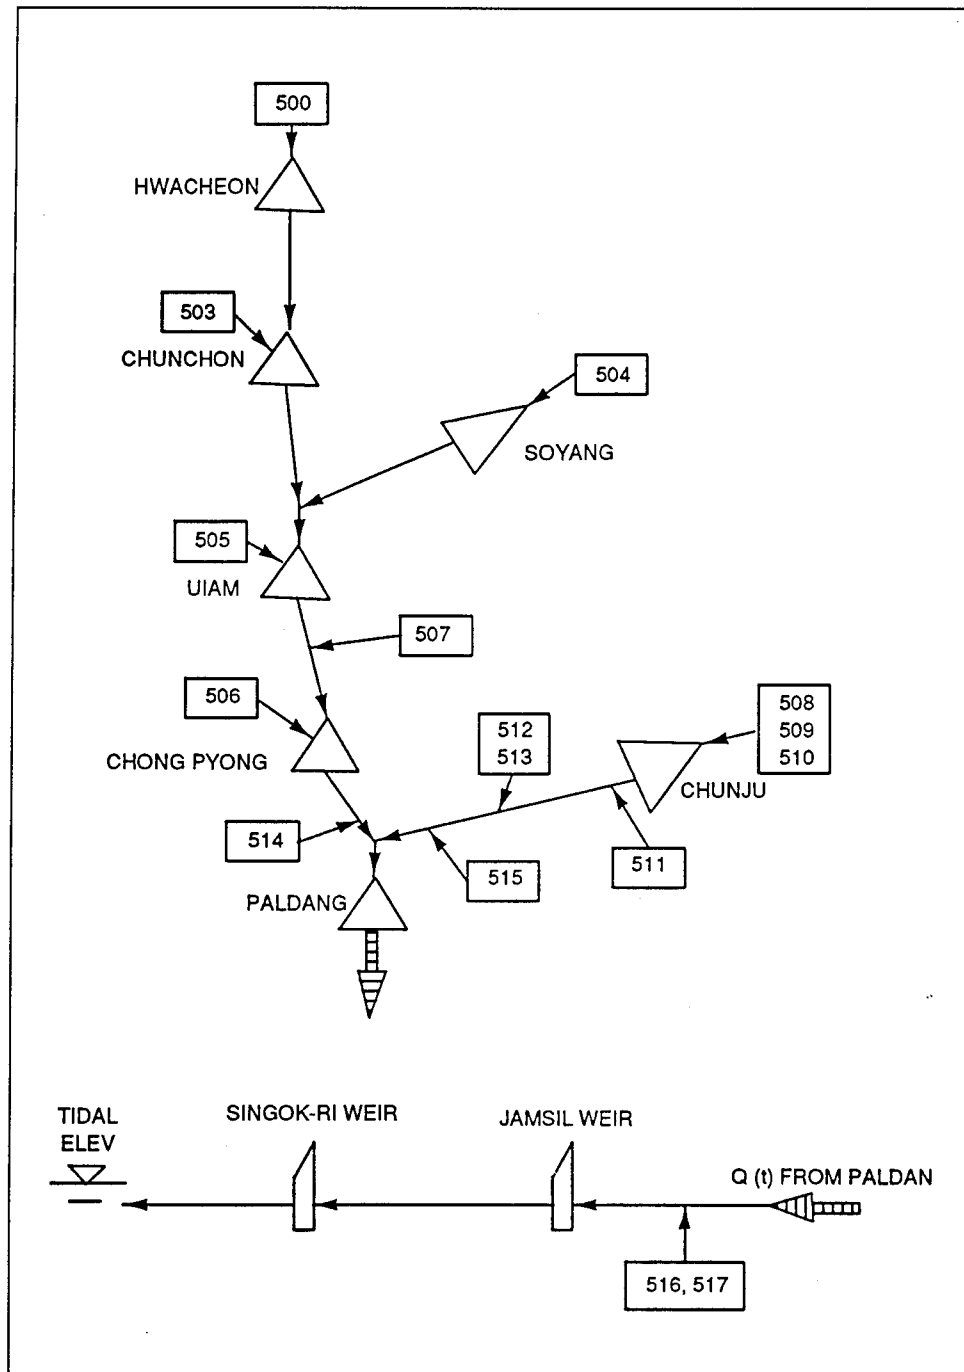 500
HWACHEON
503
CHUNCHON
504
SOYANG
505
UIAM
507
506
CHONG PYONG
512
513
508
509
510
CHUNJU
514
515
511
PALDANG
TIDAL
ELEV
SINGOK-RI WEIR
JAMSIL WEIR
Q (t) FROM PALDAN
516, 517